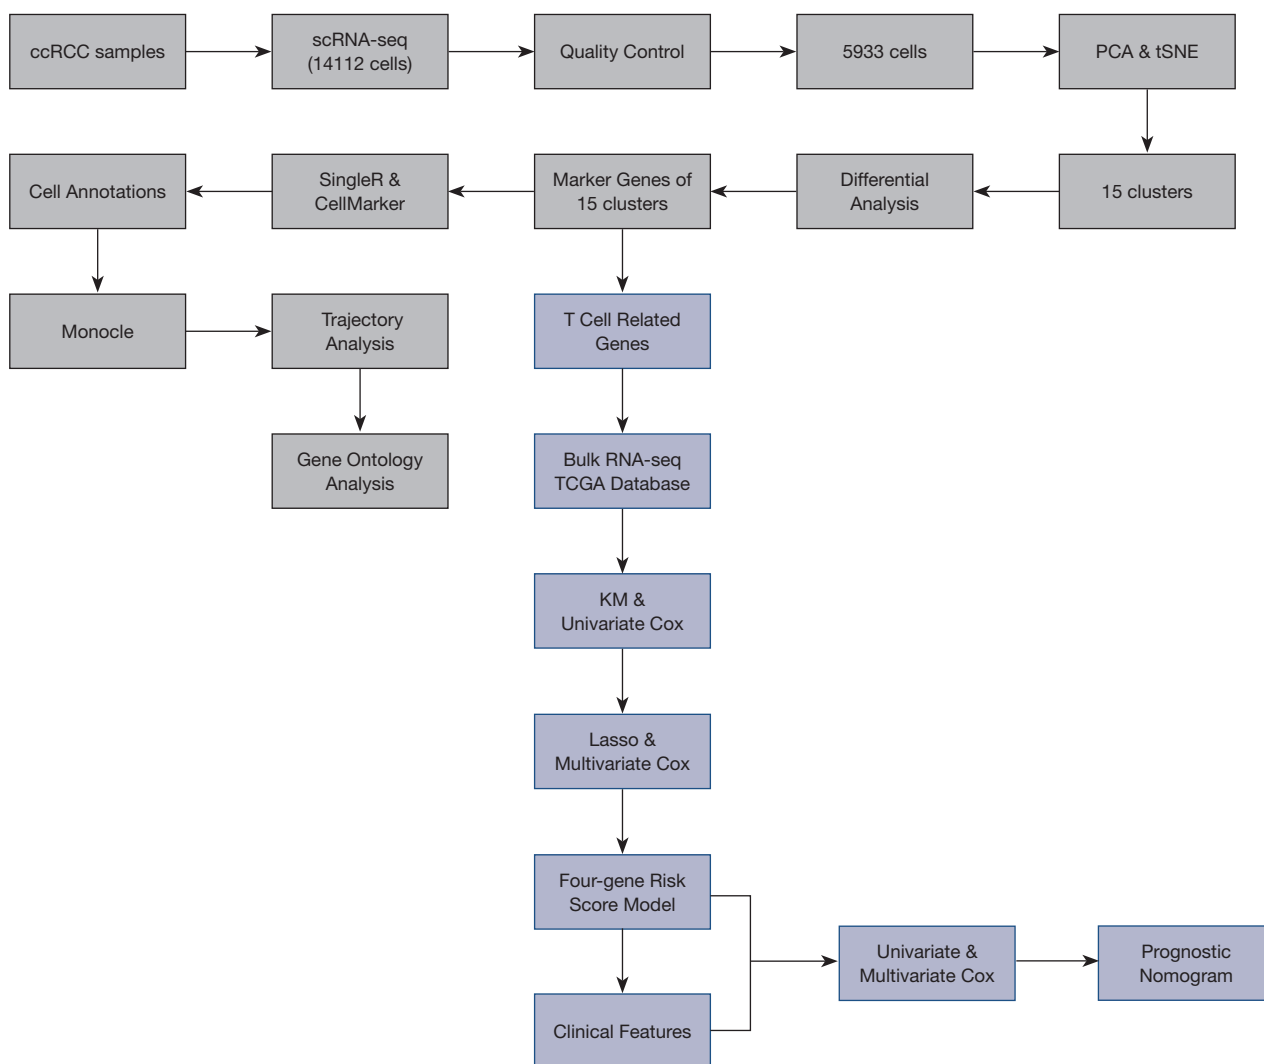 ccRCC samples
scRNA-seq
(14112 cells)
Quality Control
5933 cells
PCA & tSNE
Cell Annotations
SingleR &
CellMarker
Marker Genes of
15 clusters
Differential
Analysis
15 clusters
Monocle
Trajectory
Analysis
T Cell Related
Genes
Gene Ontology
Analysis
Bulk RNA-seq
TCGA Database
KM &
Univariate Cox
Lasso &
Multivariate Cox
Four-gene Risk
Score Model
Univariate &
Multivariate Cox
Prognostic
Nomogram
Clinical Features